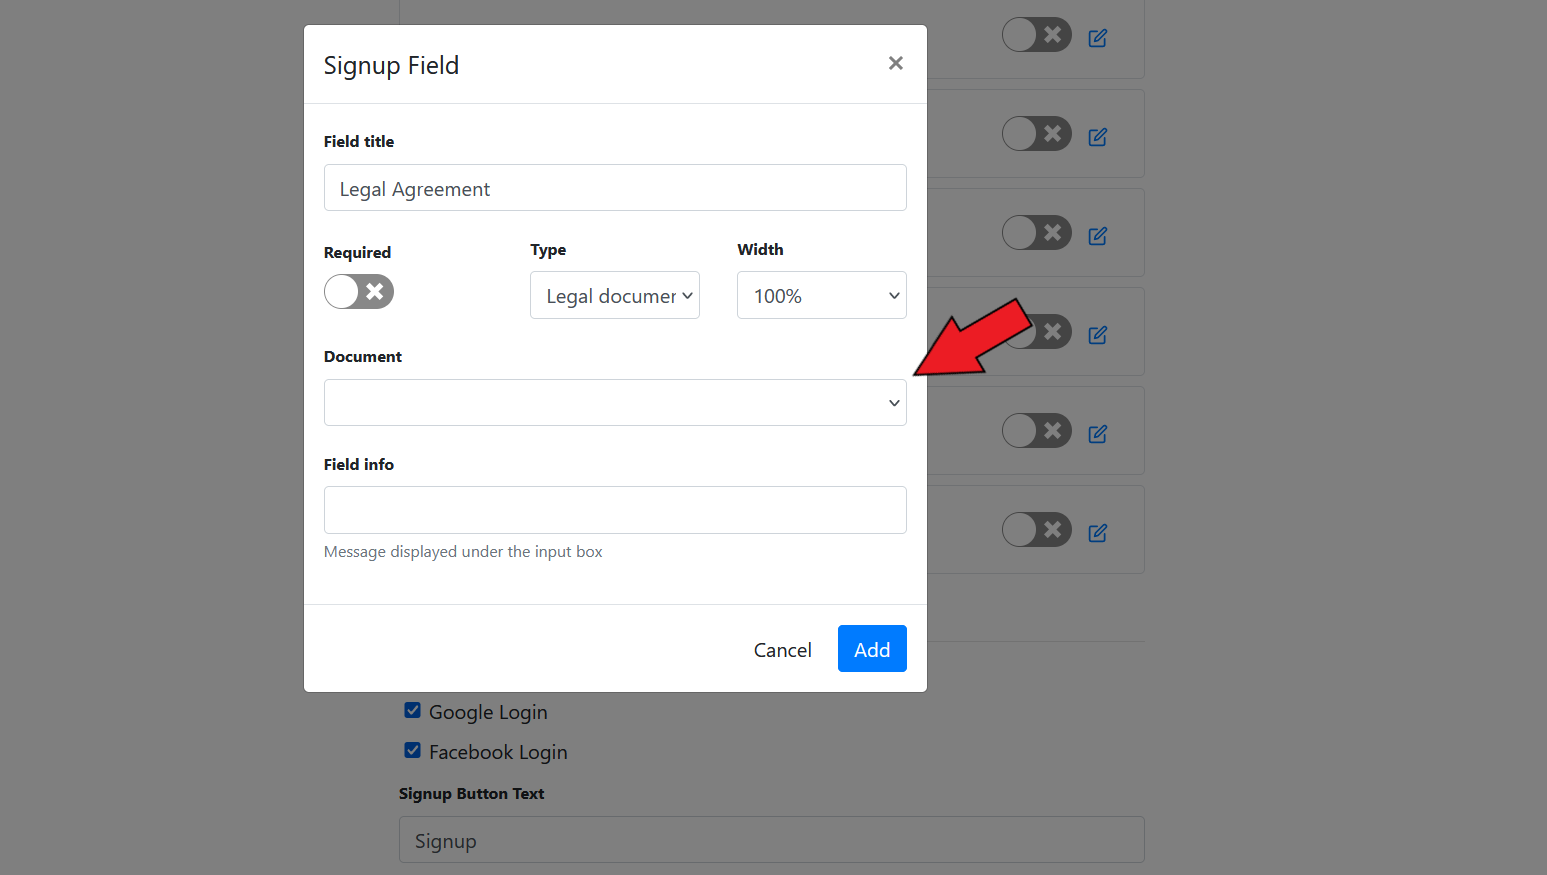 Signup Field
Field title
Legal Agreement
Required
Type
Width
Legal documer
100%
Document
Field info
Message displayed under the input box
Cancel
Add
Google Login
Facebook Login
Signup Button Text
Signup